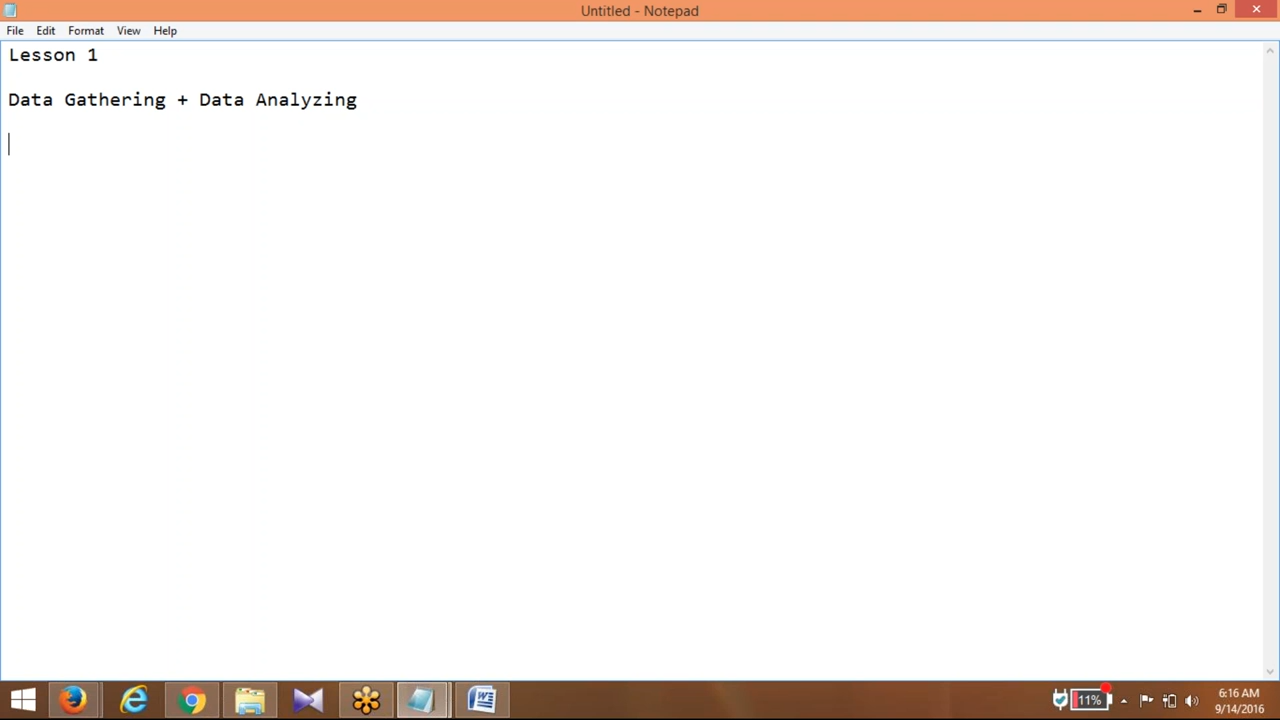 Untitled - Notepad
File Edit Format View Help
Lesson 1
Data Gathering + Data Analyzing
11%
6:16 AM
9/14/2016